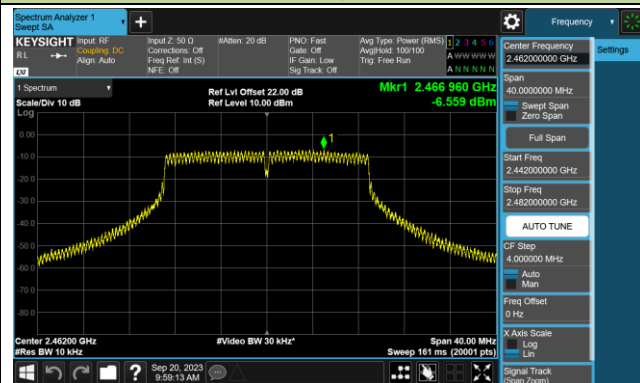 Spectrum Analyzer 1
Swept SA
Frequency
KEYSIGHT
Input: RF
Coupling: DC
Align: Auto
Input Z: 50 Ω
Corrections: Off
Freq Ref: Int (S)
NFE: Off
#Atten: 20 dB
PNO: Fast
Gate: Off
IF Gain: Low
Sig Track: Off
Avg Type: Power (RMS)
Avg|Hold: 100/100
Trig: Free Run
1 2 3 4 5 6
A W W W W W
A N N N N N
R L
LXI
1 Spectrum
Scale/Div 10 dB
Ref Lvl Offset 22.00 dB
Ref Level 10.00 dBm
Mkr1 2.466 960 GHz
-6.559 dBm
Log
0.00
-10.0
-20.0
-30.0
-40.0
-50.0
-60.0
-70.0
-80.0
1
Center 2.46200 GHz
#Res BW 10 kHz
#Video BW 30 kHz*
Span 40.00 MHz
Sweep 161 ms (20001 pts)
Sep 20, 2023
9:59:13 AM
Center Frequency
2.462000000 GHz
Settings
Span
40.0000000 MHz
Swept Span
Zero Span
Full Span
Start Freq
2.442000000 GHz
Stop Freq
2.482000000 GHz
AUTO TUNE
CF Step
4.000000 MHz
Auto
Man
Freq Offset
0 Hz
X Axis Scale
Log
Lin
Signal Track
(Span Zoom)